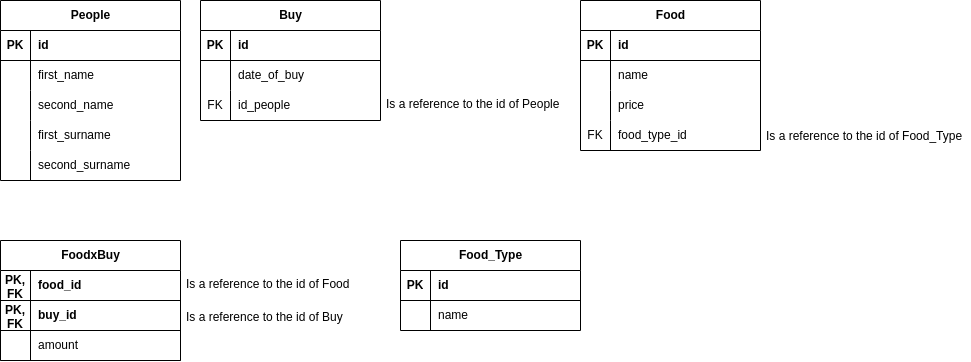 People
PK id
first_name
second_name
first_surname
second_surname
Buy
PK id
date_of_buy
FK id_people
Is a reference to the id of People
Food
PK id
name
price
FK food_type_id
Is a reference to the id of Food_Type
FoodxBuy
PK,
FK
food_id
Is a reference to the id of Food
PK,
FK
buy_id
Is a reference to the id of Buy
amount
Food_Type
PK id
name